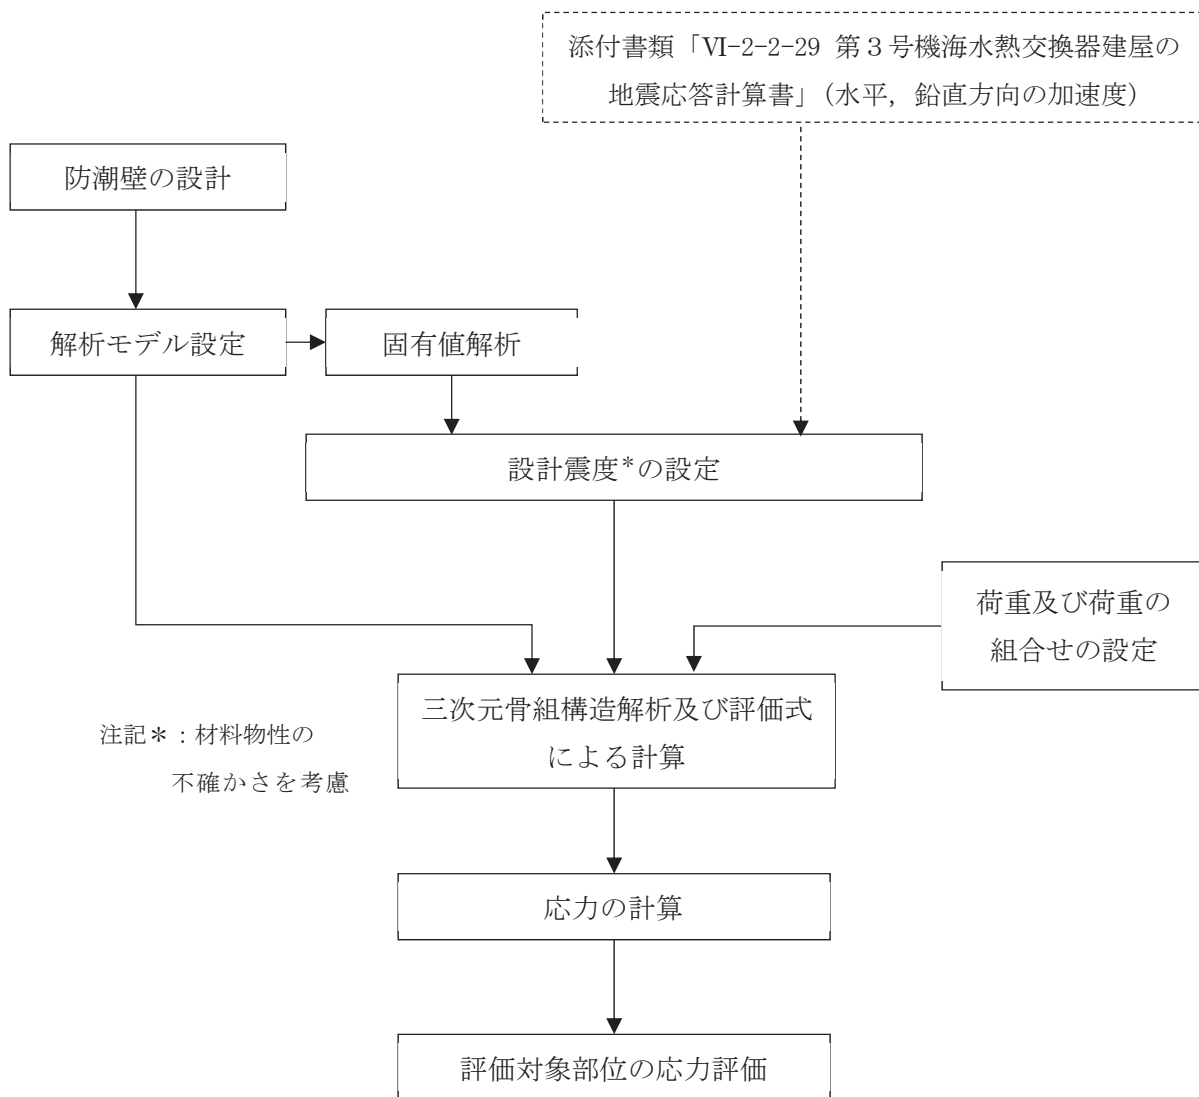 添付書類「Ⅵ-2-2-29 第３号機海水熱交換器建屋の
地震応答計算書」（水平，鉛直方向の加速度）
防潮壁の設計
解析モデル設定
固有値解析
設計震度*の設定
荷重及び荷重の
組合せの設定
三次元骨組構造解析及び評価式
による計算
注記＊：材料物性の
不確かさを考慮
応力の計算
評価対象部位の応力評価